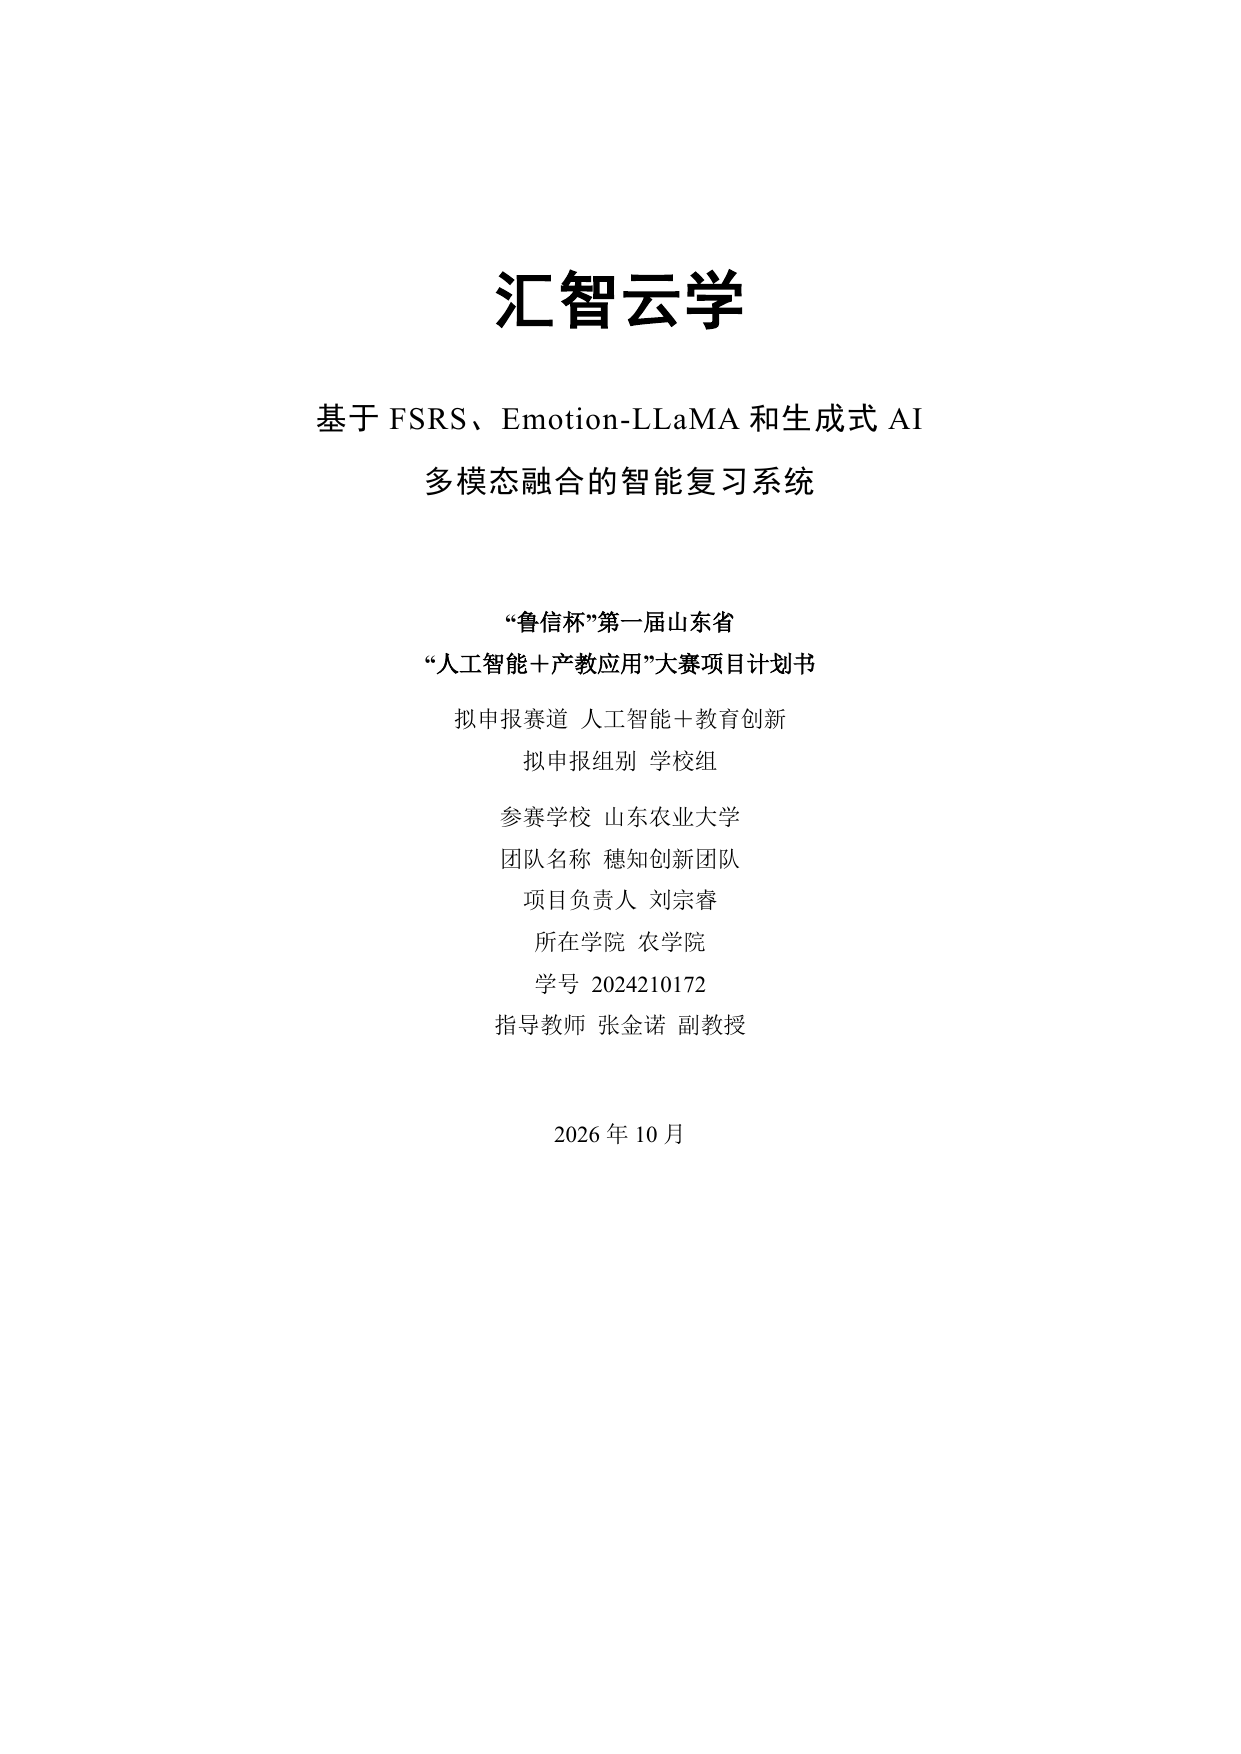 汇智云学
基于 FSRS、Emotion-LLaMA 和生成式 AI
多模态融合的智能复习系统
“鲁信杯”第一届山东省
“人工智能＋产教应用”大赛项目计划书
拟申报赛道 人工智能＋教育创新
拟申报组别 学校组
参赛学校 山东农业大学
团队名称 穗知创新团队
项目负责人 刘宗睿
所在学院 农学院
学号 2024210172
指导教师 张金诺 副教授
2026 年 10 月